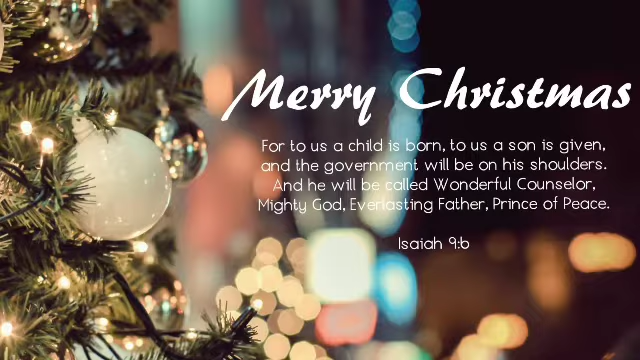 Merry Christmas
For to us a child is born, to us a son is given,
and the government will be on his shoulders.
And he will be called Wonderful Counselor,
Mighty God, Everlasting Father, Prince of Peace.
Isaiah 9:6